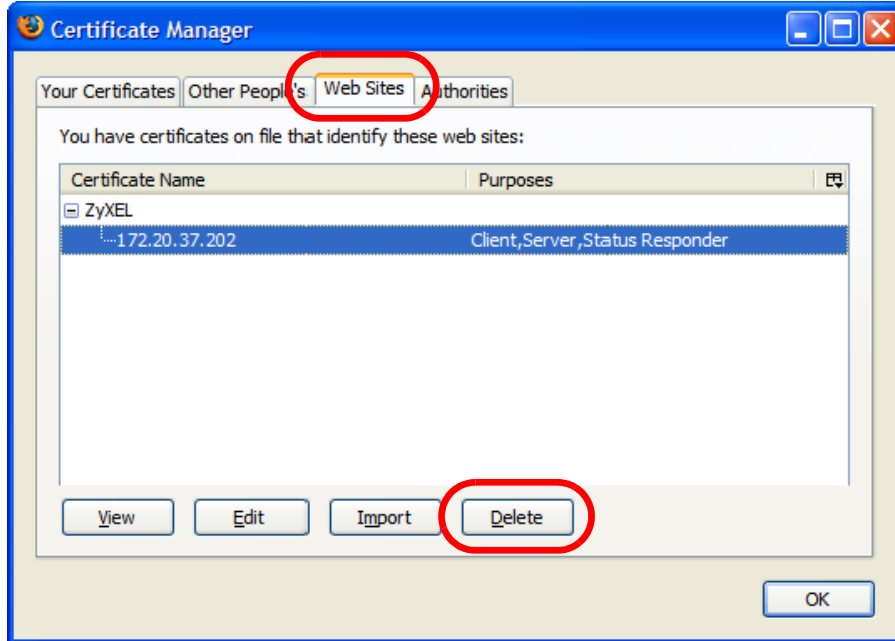 Certificate Manager
Your Certificates Other People's Web Sites Authorities
You have certificates on file that identify these web sites:
Certificate Name Purposes
ZyXEL
172.20.37.202 Client,Server,Status Responder
View Edit Import Delete
OK